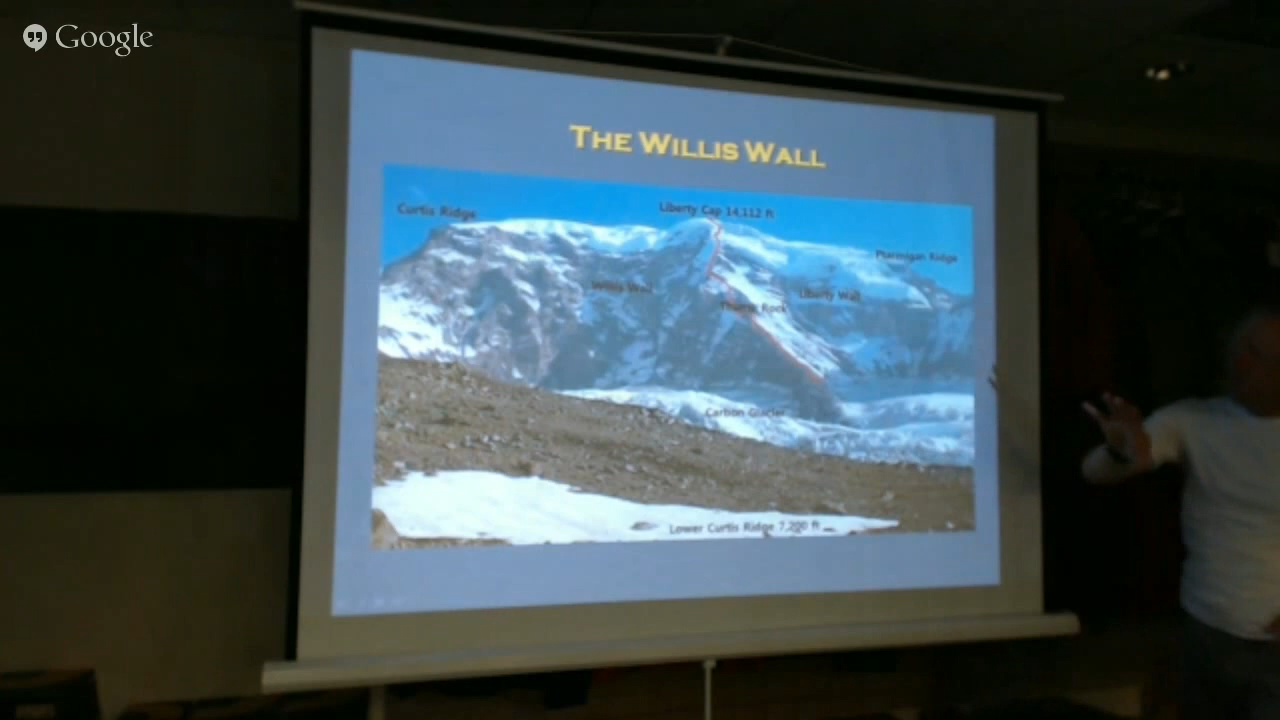 Google
THE WILLIS WALL
Curtis Ridge
Liberty Cap 14,112 ft
Ptarmigan Ridge
Willis Wall
Liberty Wall
Thumb Rock
Carbon Glacier
Lower Curtis Ridge 7,200 ft